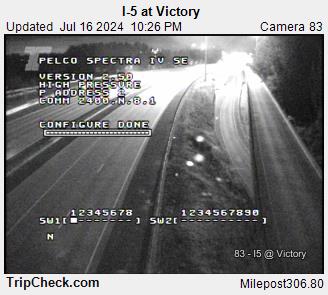 I-5 at Victory
Updated Jul 16 2024 10:26 PM Camera 83
PELCO SPECTRA IV SE
VERSION 2.50
HIGH PRESSURE
COMM 2400,N,8,1
CONFIGURE DONE
12345678 1234567890
SW1[ ] SW2[ ]
N
83 - I5 @ Victory
TripCheck.com Milepost306.80